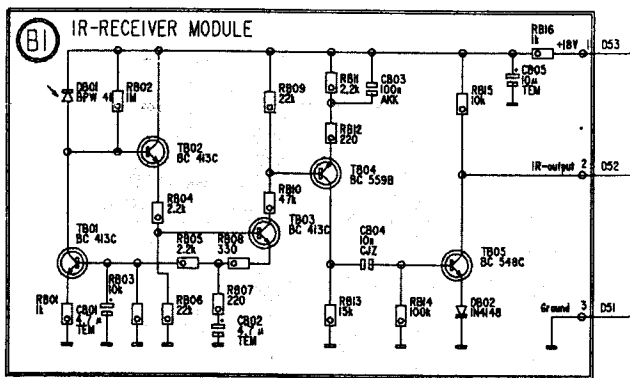 B1
IR-RECEIVER MODULE
RB16
1k
+18V
1
D53
DB01
BPW 41
RB02
1M
RB09
22k
RB11
2.2k
CB03
100n
AKK
CB05
10µ
TEM
RB15
10k
RB12
220
TB02
BC 413C
TB04
BC 559B
IR-output
2
D52
RB04
2.2k
RB10
47k
TB03
BC 413C
TB01
BC 413C
RB05
2.2k
RB08
330
CB04
10n
CJZ
TB05
BC 548C
RB01
1k
CB01
4.7µ
TEM
RB03
10k
RB06
22k
RB07
220
CB02
4.7µ
TEM
RB13
15k
RB14
100k
DB02
1N4148
Ground
3
D51